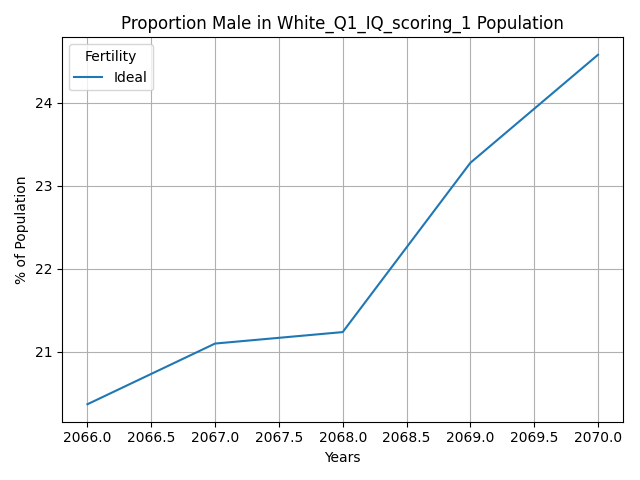 Proportion Male in White_Q1_IQ_scoring_1 Population
Fertility
Ideal
24
23
22
21
% of Population
2066.0 2066.5 2067.0 2067.5 2068.0 2068.5 2069.0 2069.5 2070.0
Years